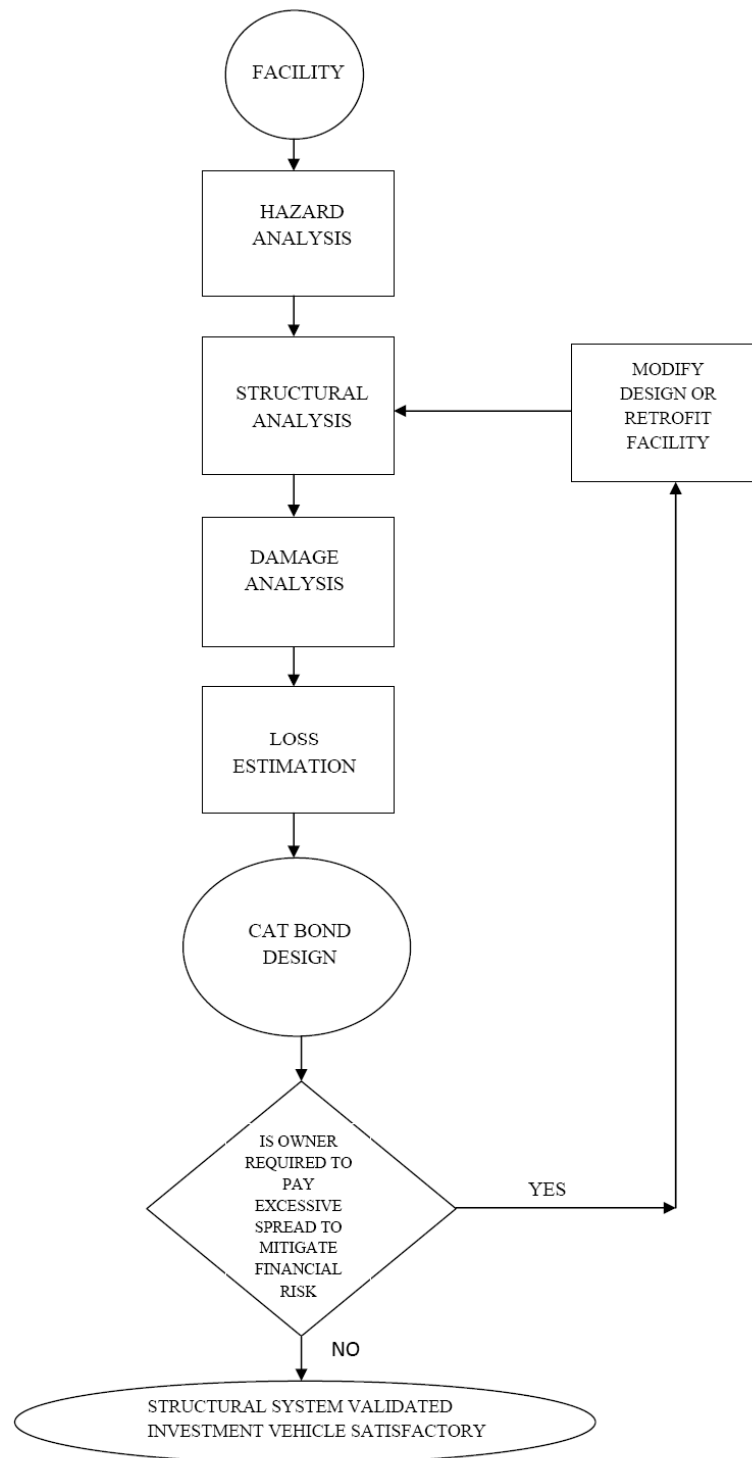 FACILITY
HAZARD
ANALYSIS
STRUCTURAL
ANALYSIS
MODIFY
DESIGN OR
RETROFIT
FACILITY
DAMAGE
ANALYSIS
LOSS
ESTIMATION
CAT BOND
DESIGN
IS OWNER
REQUIRED TO
PAY
EXCESSIVE
SPREAD TO
MITIGATE
FINANCIAL
RISK
YES
NO
STRUCTURAL SYSTEM VALIDATED
INVESTMENT VEHICLE SATISFACTORY